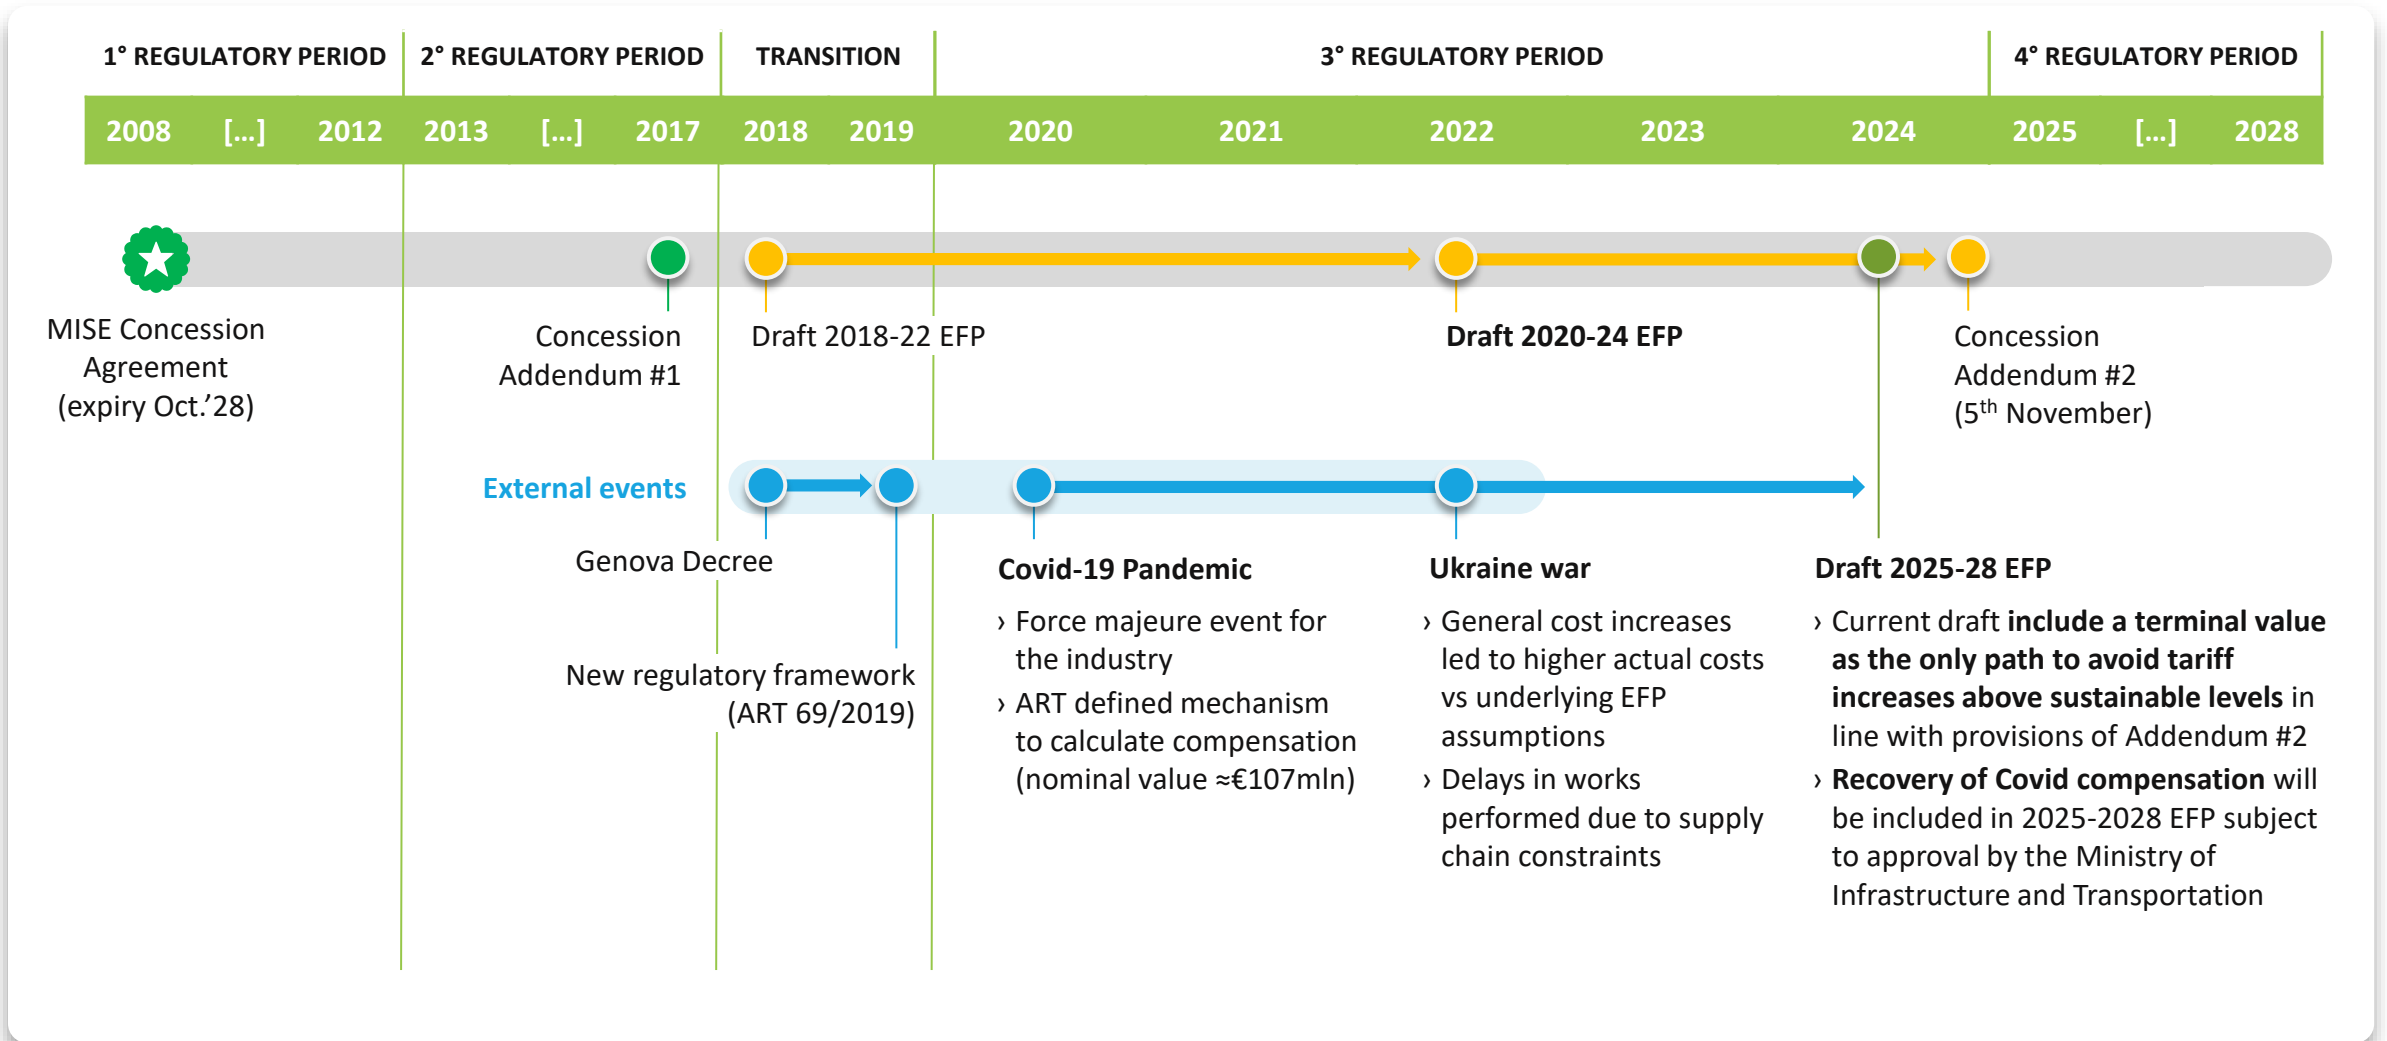 1° REGULATORY PERIOD
2° REGULATORY PERIOD
TRANSITION
3° REGULATORY PERIOD
4° REGULATORY PERIOD
2008 [...] 2012 2013 [...] 2017 2018 2019 2020 2021 2022 2023 2024 2025 [...] 2028
MISE Concession
Agreement
(expiry Oct.’28)
Concession
Addendum #1
Draft 2018-22 EFP
Draft 2020-24 EFP
Concession
Addendum #2
(5th November)
External events
Genova Decree
New regulatory framework
(ART 69/2019)
Covid-19 Pandemic
› Force majeure event for
the industry
› ART defined mechanism
to calculate compensation
(nominal value ≈€107mln)
Ukraine war
› General cost increases
led to higher actual costs
vs underlying EFP
assumptions
› Delays in works
performed due to supply
chain constraints
Draft 2025-28 EFP
› Current draft include a terminal value
as the only path to avoid tariff
increases above sustainable levels in
line with provisions of Addendum #2
› Recovery of Covid compensation will
be included in 2025-2028 EFP subject
to approval by the Ministry of
Infrastructure and Transportation